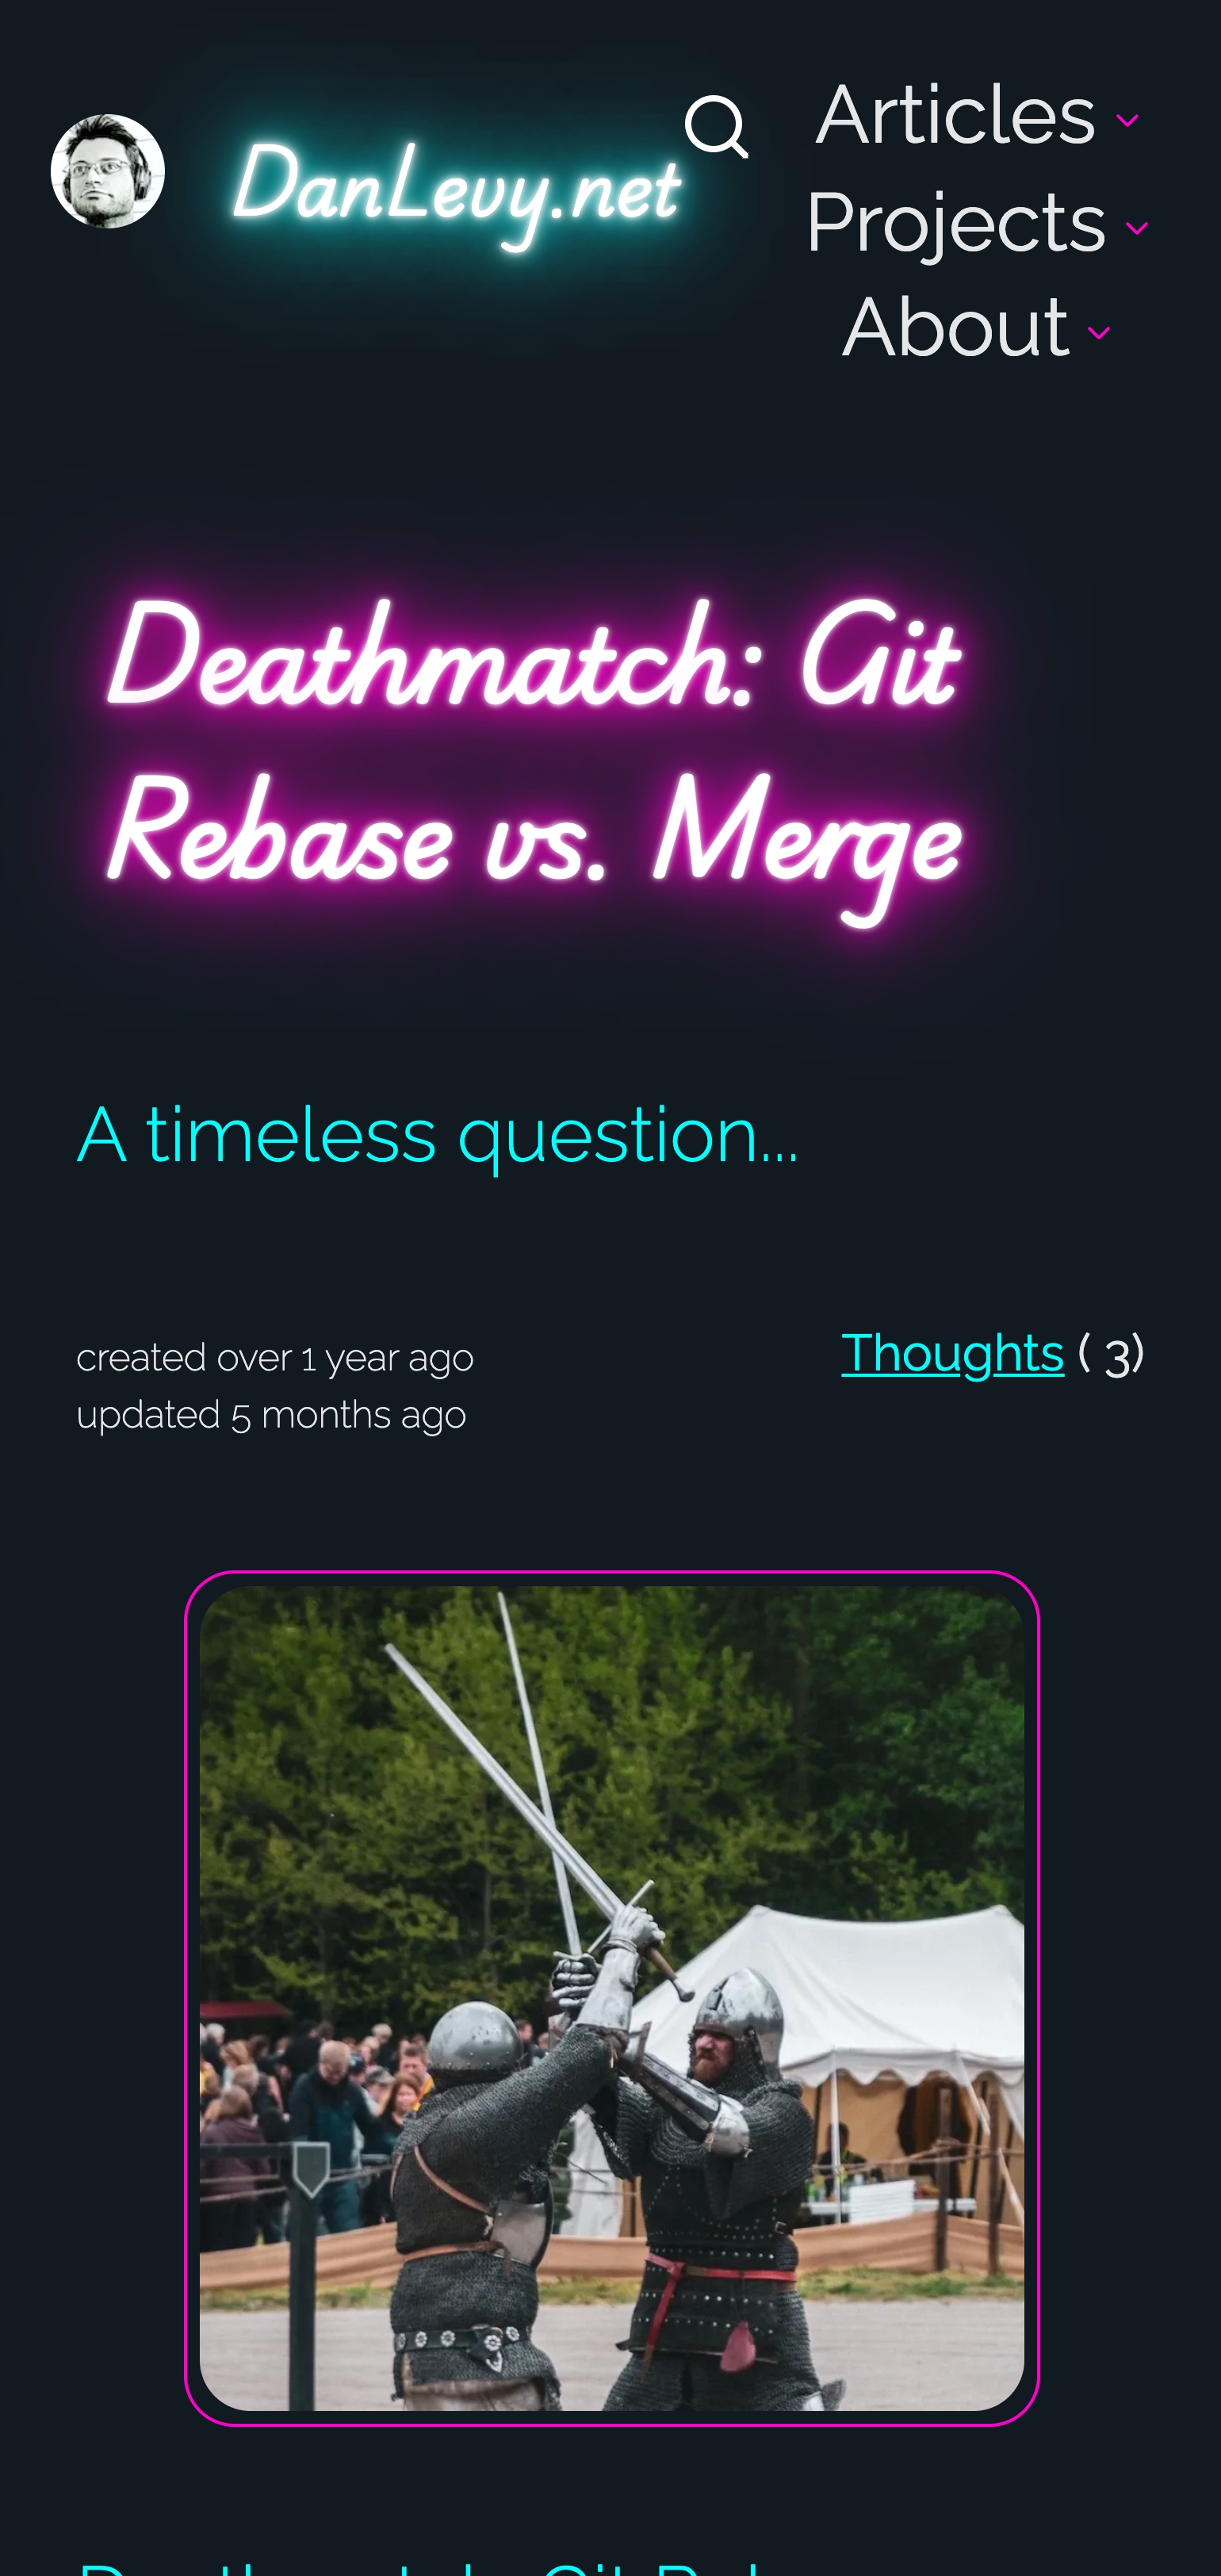 DanLevy.net
Articles
Projects
About
Deathmatch: Git
Rebase vs. Merge
A timeless question...
created over 1 year ago
updated 5 months ago
Thoughts ( 3)